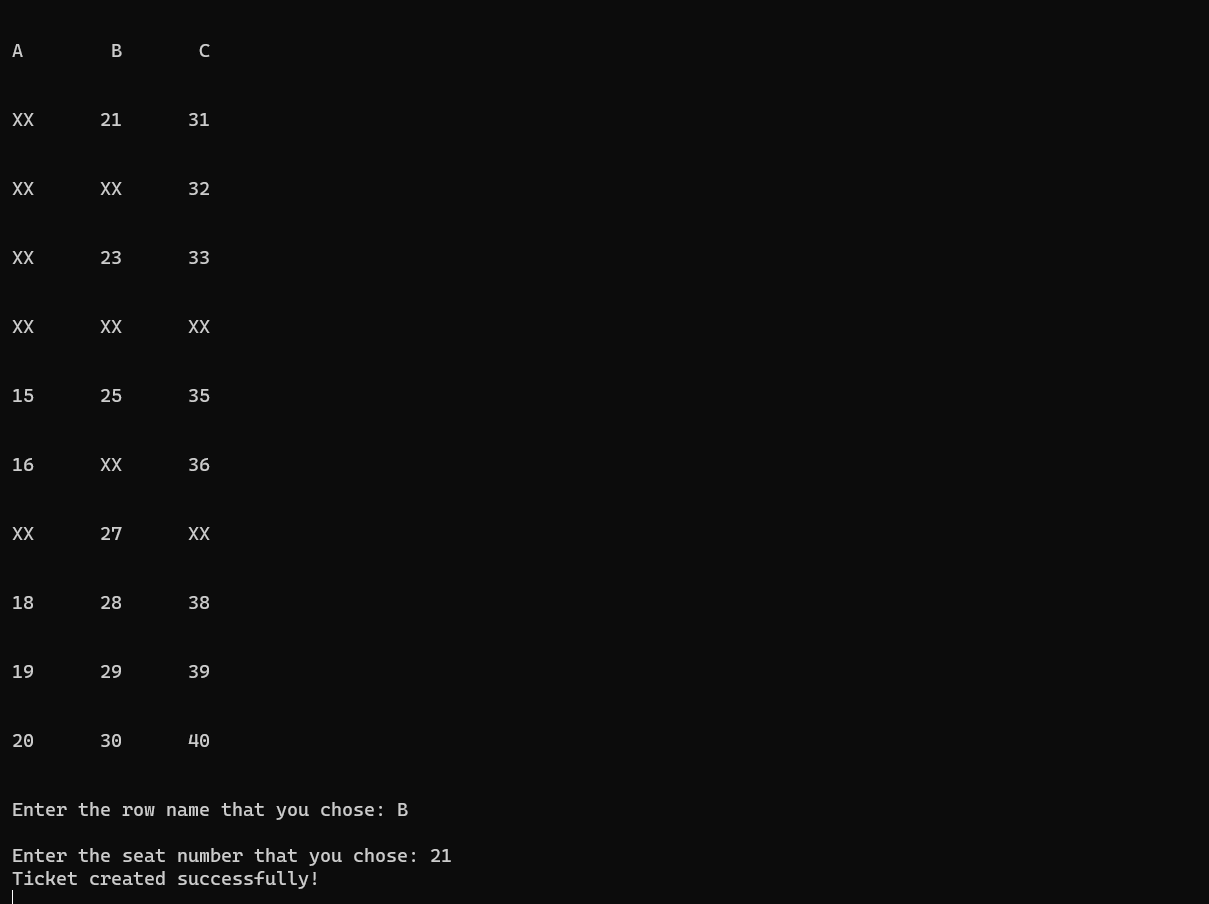 A        B       C
XX      21      31
XX      XX      32
XX      23      33
XX      XX      XX
15      25      35
16      XX      36
XX      27      XX
18      28      38
19      29      39
20      30      40
Enter the row name that you chose: B
Enter the seat number that you chose: 21
Ticket created successfully!